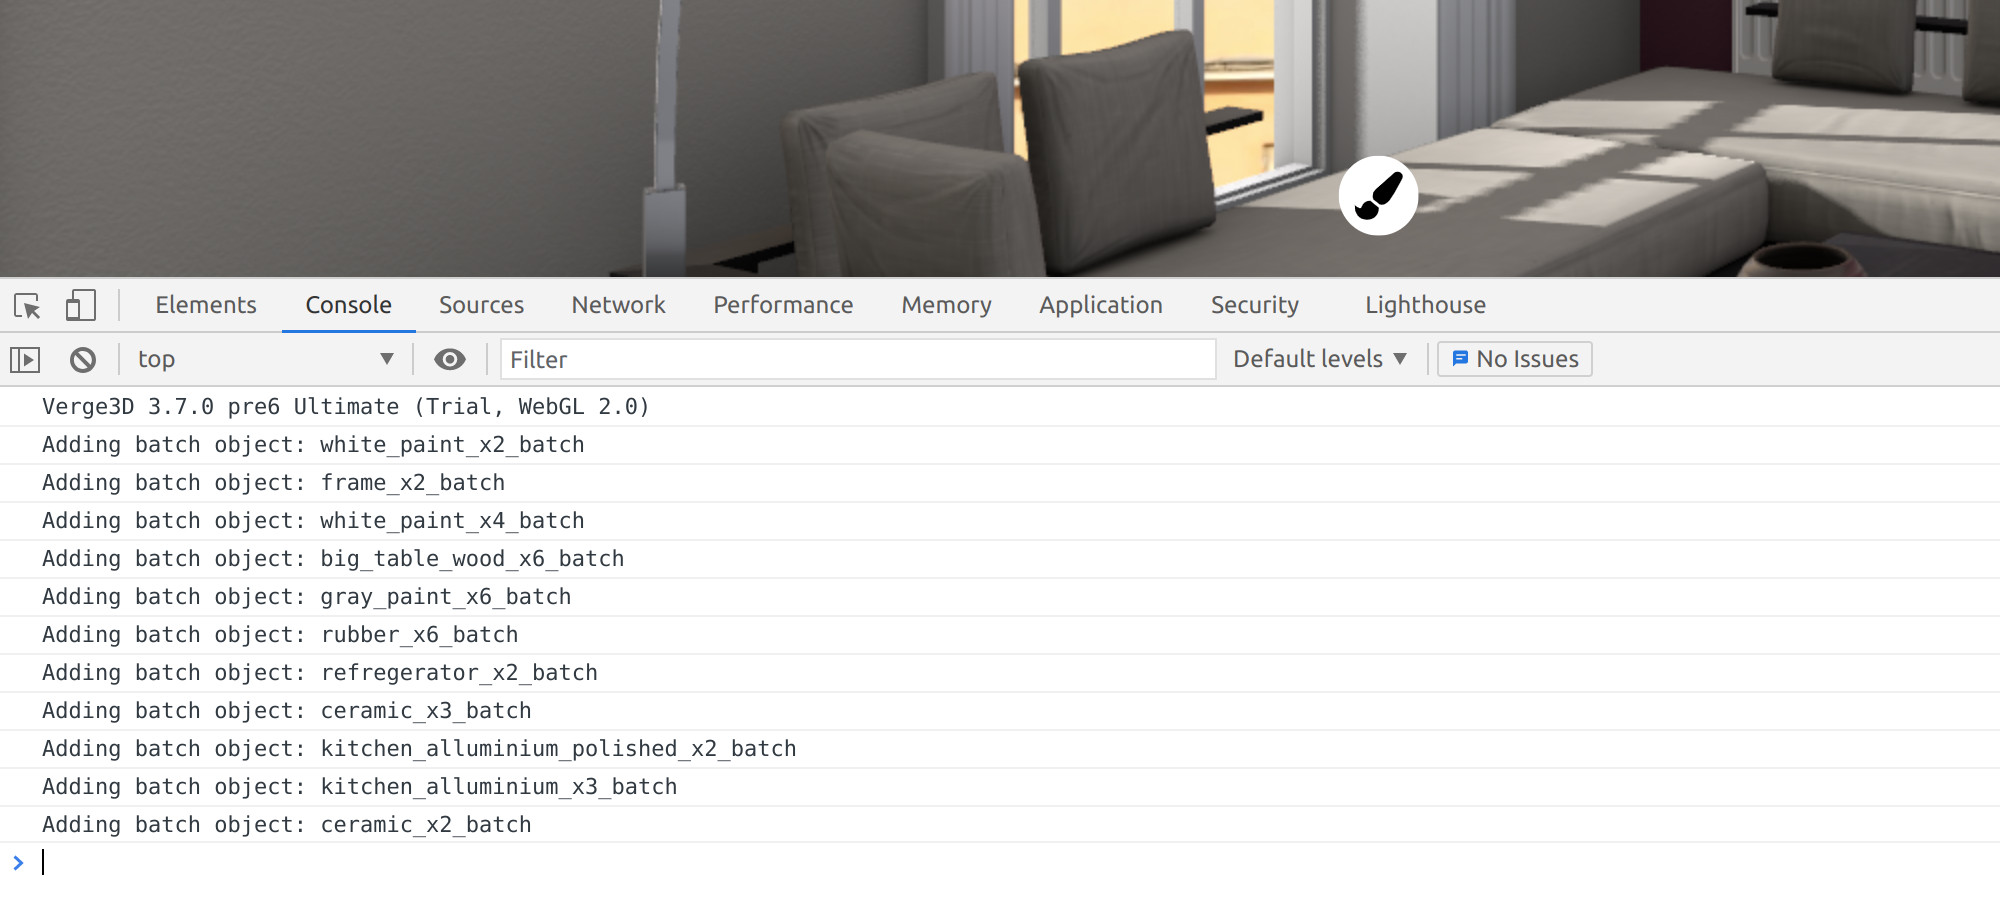 Elements Console Sources Network Performance Memory Application Security Lighthouse
top Filter Default levels No Issues
Verge3D 3.7.0 pre6 Ultimate (Trial, WebGL 2.0)
Adding batch object: white_paint_x2_batch
Adding batch object: frame_x2_batch
Adding batch object: white_paint_x4_batch
Adding batch object: big_table_wood_x6_batch
Adding batch object: gray_paint_x6_batch
Adding batch object: rubber_x6_batch
Adding batch object: refregerator_x2_batch
Adding batch object: ceramic_x3_batch
Adding batch object: kitchen_alluminium_polished_x2_batch
Adding batch object: kitchen_alluminium_x3_batch
Adding batch object: ceramic_x2_batch